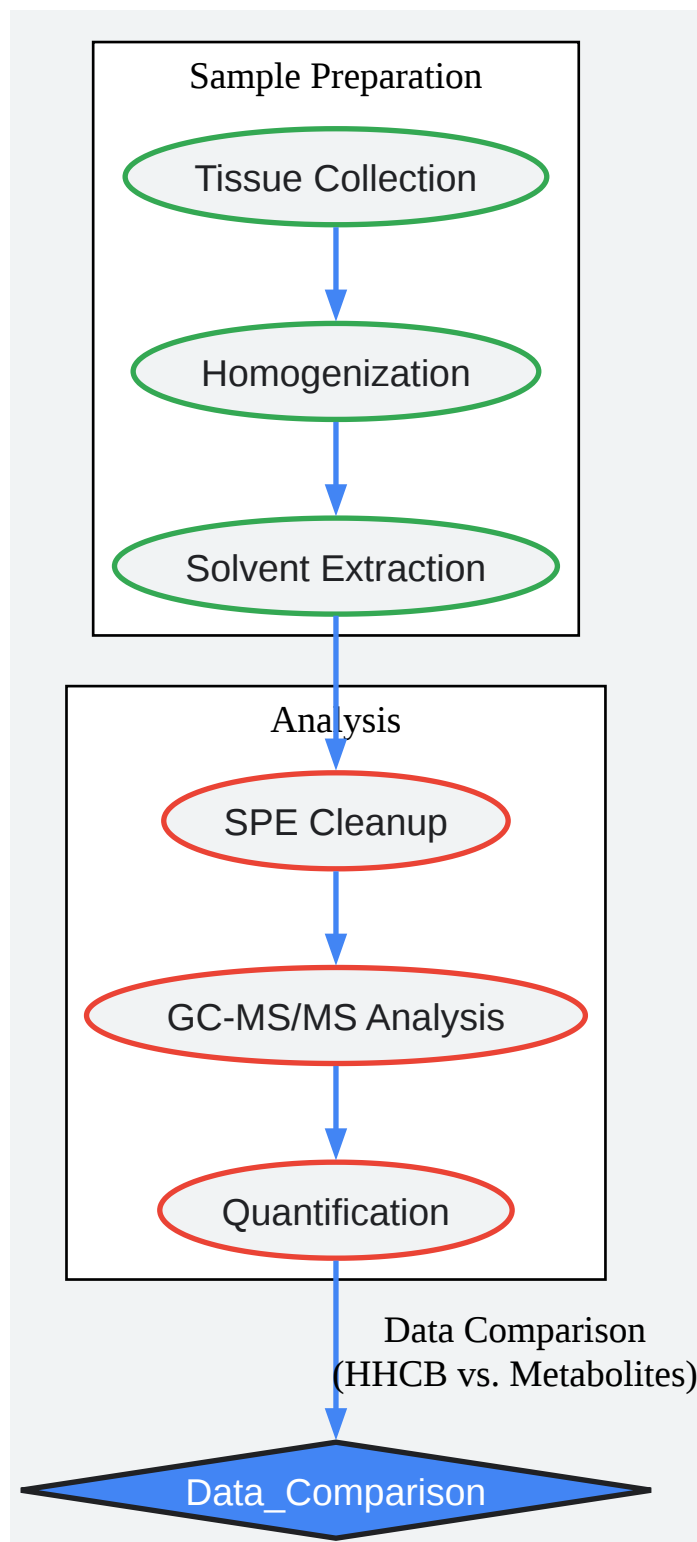 Sample Preparation
Tissue Collection
Homogenization
Solvent Extraction
Analysis
SPE Cleanup
GC-MS/MS Analysis
Quantification
Data Comparison
(HHCB vs. Metabolites)
Data_Comparison